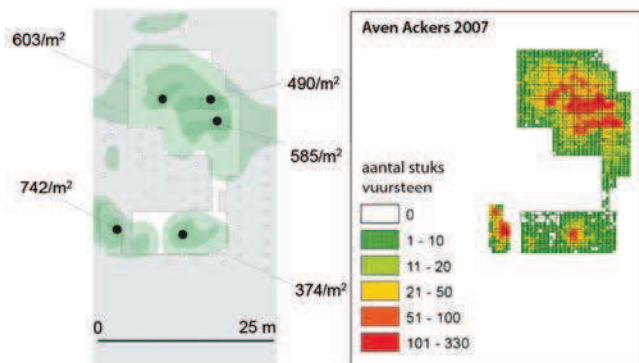 603/m²
490/m²
585/m²
742/m²
374/m²
0 25 m
Aven Ackers 2007
aantal stuks
vuursteen
0
1 - 10
11 - 20
21 - 50
51 - 100
101 - 330